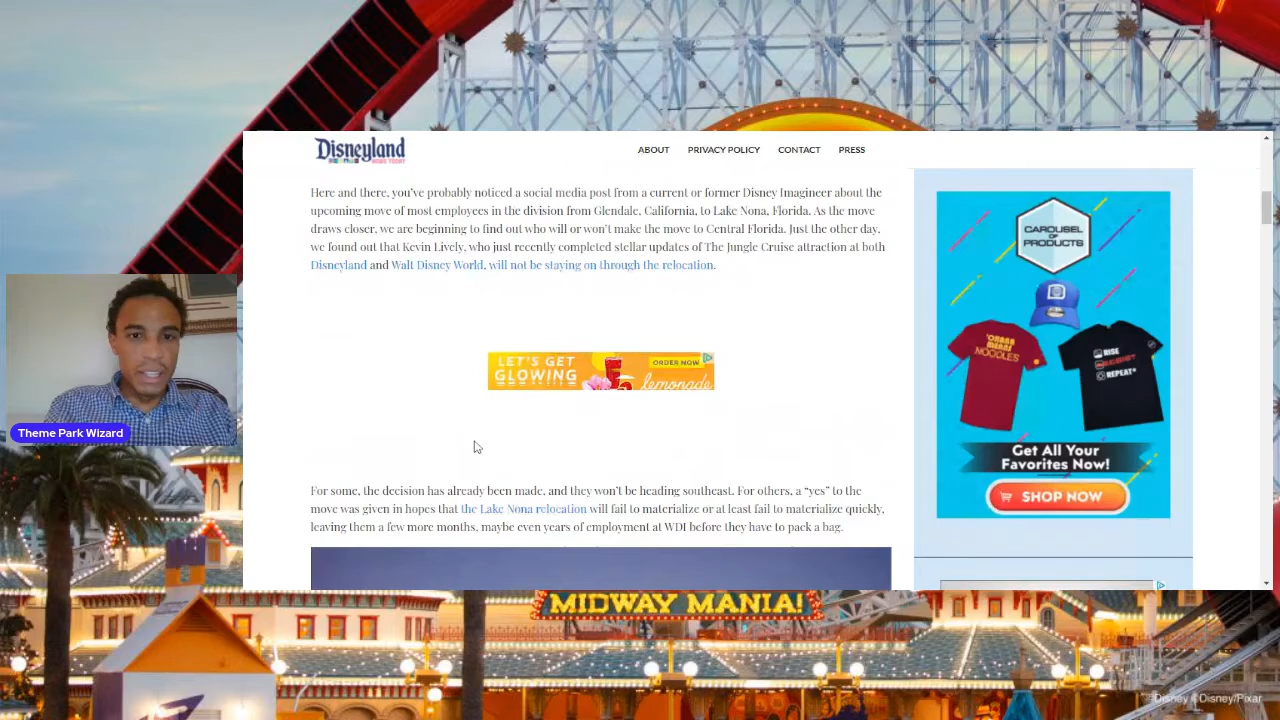 Disneyland
NEWS TODAY
ABOUT PRIVACY POLICY CONTACT PRESS
Here and there, you've probably noticed a social media post from a current or former Disney Imagineer about the
upcoming move of most employees in the division from Glendale, California, to Lake Nona, Florida. As the move
draws closer, we are beginning to find out who will or won't make the move to Central Florida. Just the other day,
we found out that Kevin Lively, who just recently completed stellar updates of The Jungle Cruise attraction at both
Disneyland and Walt Disney World, will not be staying on through the relocation.
LET'S GET
GLOWING
ORDER NOW
lemonade
For some, the decision has already been made, and they won't be heading southeast. For others, a “yes” to the
move was given in hopes that the Lake Nona relocation will fail to materialize or at least fail to materialize quickly,
leaving them a few more months, maybe even years of employment at WDI before they have to pack a bag.
CAROUSEL
OF
PRODUCTS
'OHANA
MEANS
NOODLES
RISE
REPEAT
Get All Your
Favorites Now!
SHOP NOW
Theme Park Wizard
MIDWAY MANIA!
©Disney ©Disney/Pixar